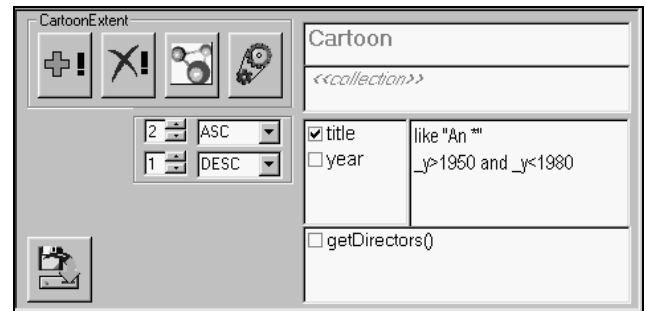 CartoonExtent
Cartoon
<<collection>>
2 ASC
1 DESC
title like "An *"
year _y>1950 and _y<1980
getDirectors()